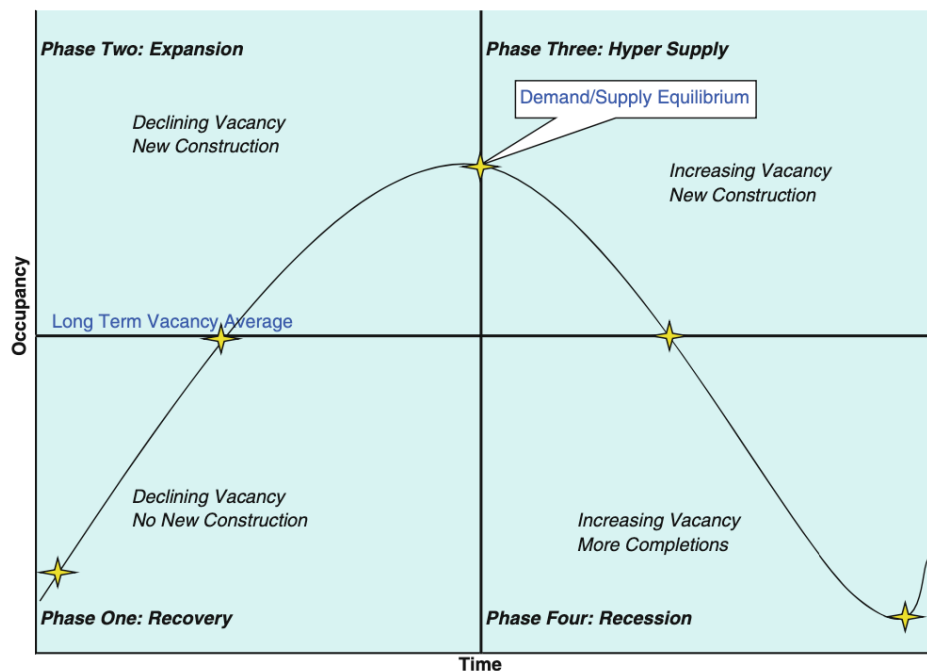 Phase Two: Expansion
Phase Three: Hyper Supply
Demand/Supply Equilibrium
Declining Vacancy
New Construction
Increasing Vacancy
New Construction
Occupancy
Long Term Vacancy Average
Declining Vacancy
No New Construction
Increasing Vacancy
More Completions
Phase One: Recovery
Phase Four: Recession
Time